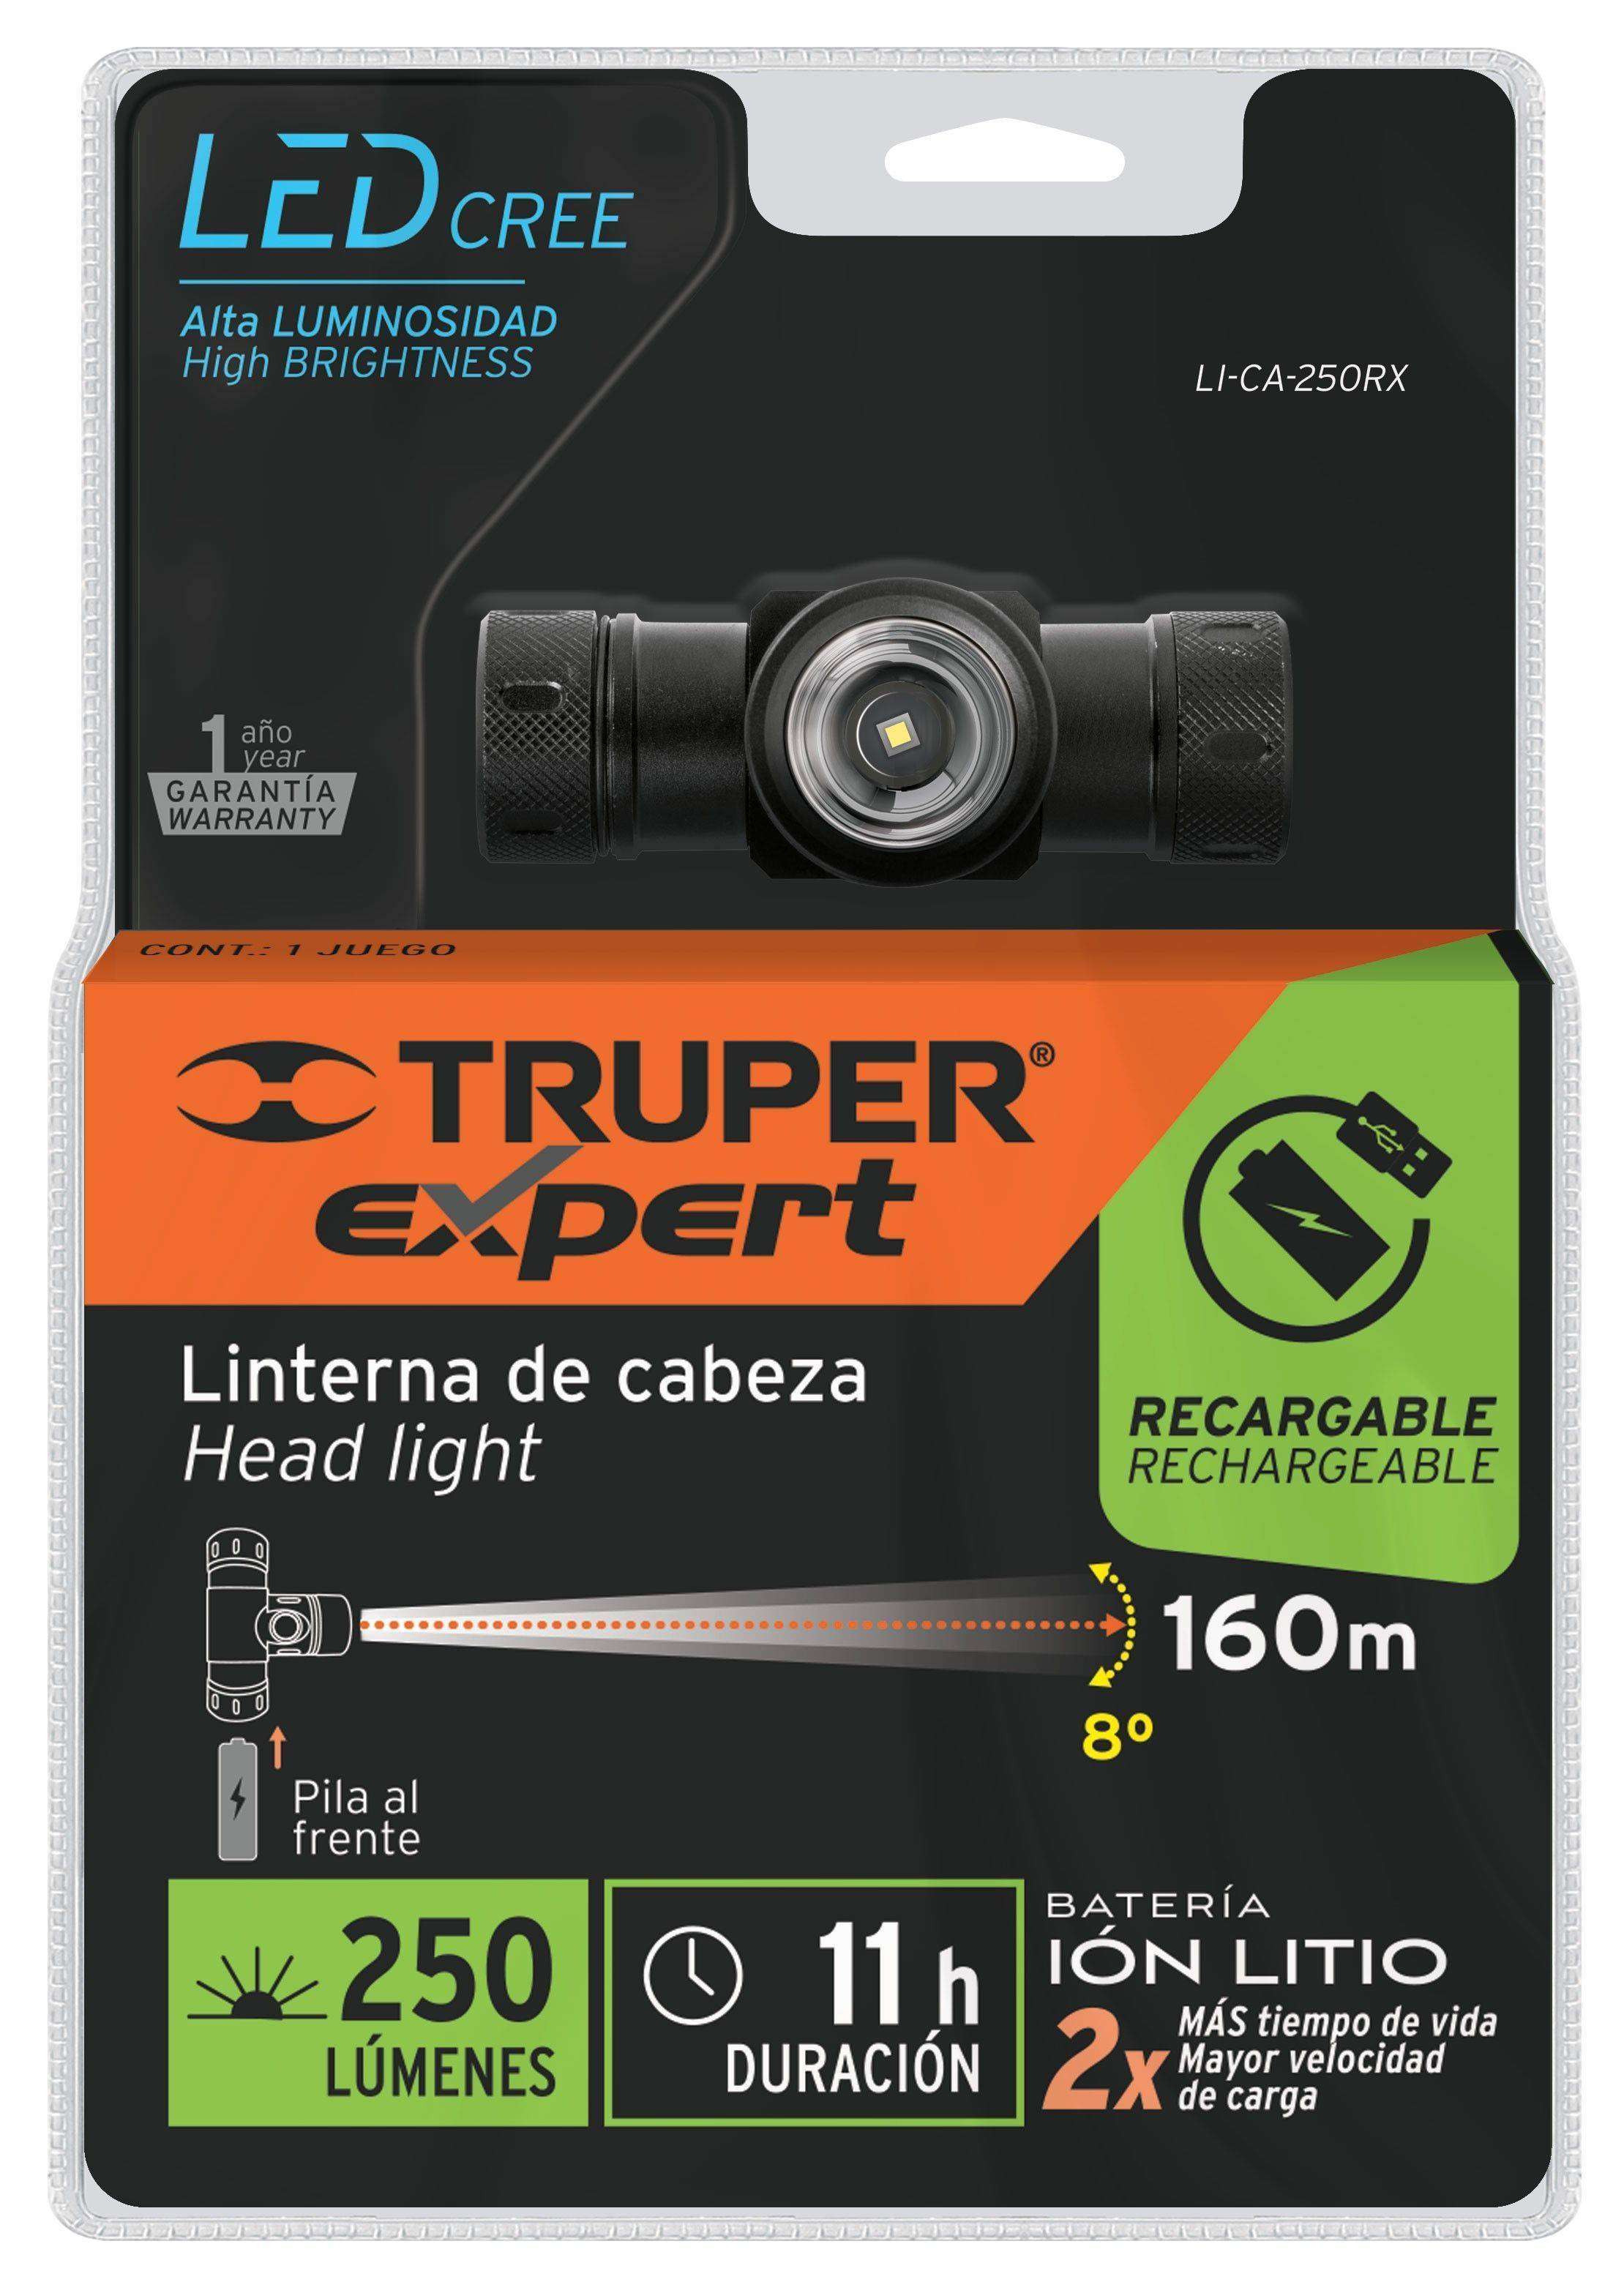 LED CREE
Alta LUMINOSIDAD
High BRIGHTNESS
LI-CA-250RX
1 año
year
GARANTÍA
WARRANTY
CONT.: 1 JUEGO
TRUPER®
expert
RECARGABLE
RECHARGEABLE
Linterna de cabeza
Head light
160m
8º
Pila al
frente
250
LÚMENES
11 h
DURACIÓN
BATERÍA
IÓN LITIO
2x
MÁS tiempo de vida
Mayor velocidad
de carga